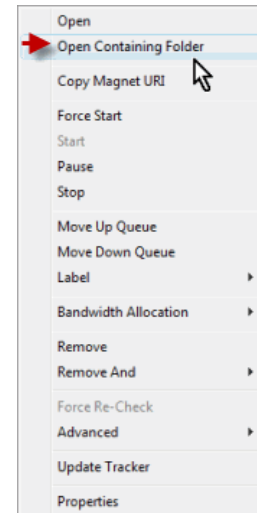 Open
Open Containing Folder
Copy Magnet URI
Force Start
Start
Pause
Stop
Move Up Queue
Move Down Queue
Label
Bandwidth Allocation
Remove
Remove And
Force Re-Check
Advanced
Update Tracker
Properties